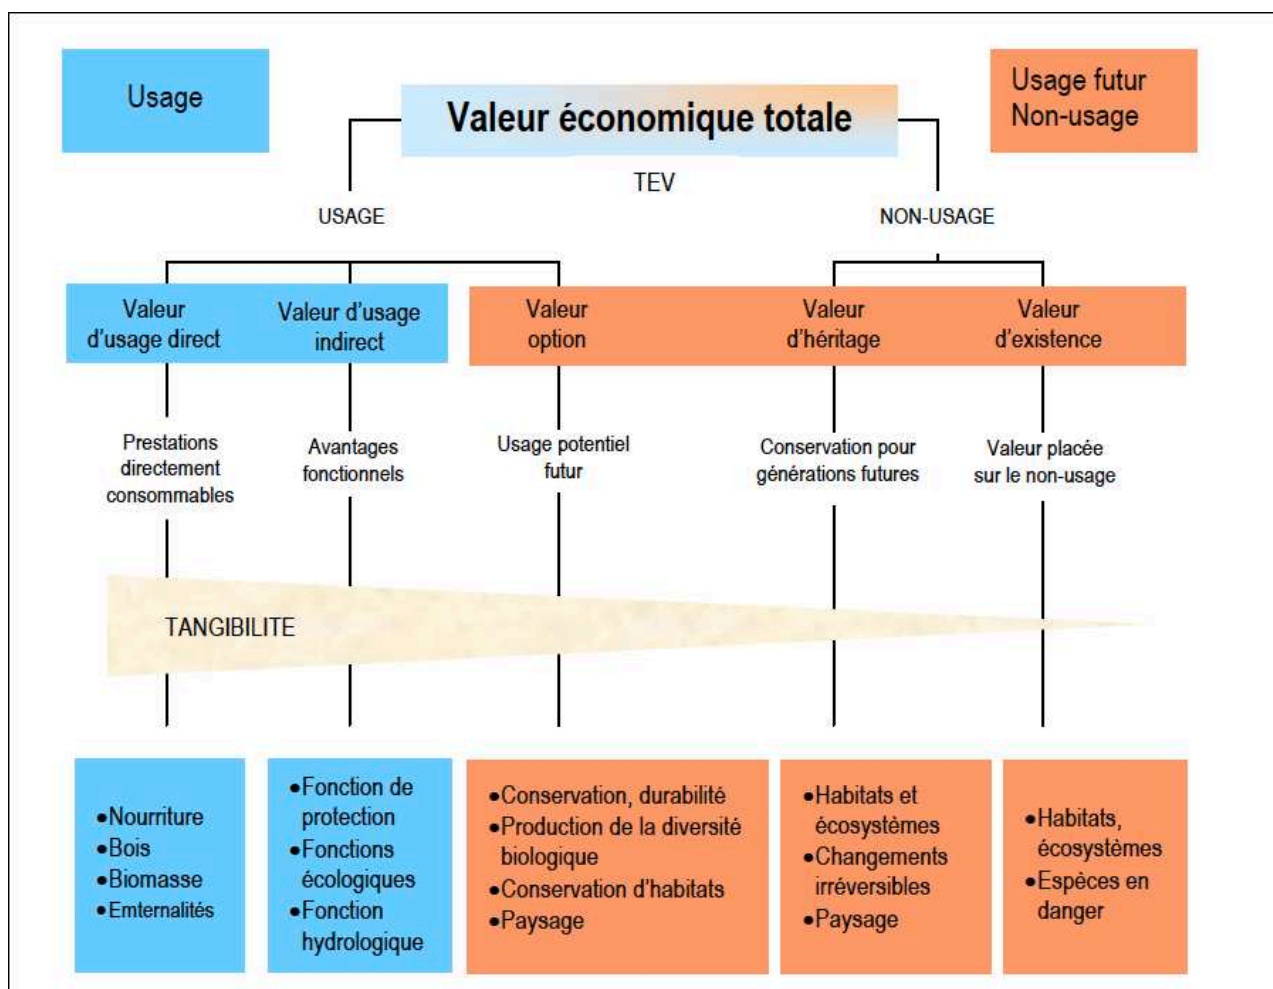 Usage
Valeur économique totale
Usage futur
Non-usage
TEV
USAGE
NON-USAGE
Valeur
d'usage direct
Valeur d'usage
indirect
Valeur
option
Valeur
d'héritage
Valeur
d'existence
Prestations
directement
consommables
Avantages
fonctionnels
Usage potentiel
futur
Conservation pour
générations futures
Valeur placée
sur le non-usage
TANGIBILITE
•Nourriture
•Bois
•Biomasse
•Emternalités
•Fonction de
protection
•Fonctions
écologiques
•Fonction
hydrologique
•Conservation, durabilité
•Production de la diversité
biologique
•Conservation d'habitats
•Paysage
•Habitats et
écosystèmes
•Changements
irréversibles
•Paysage
•Habitats,
écosystèmes
•Espèces en
danger